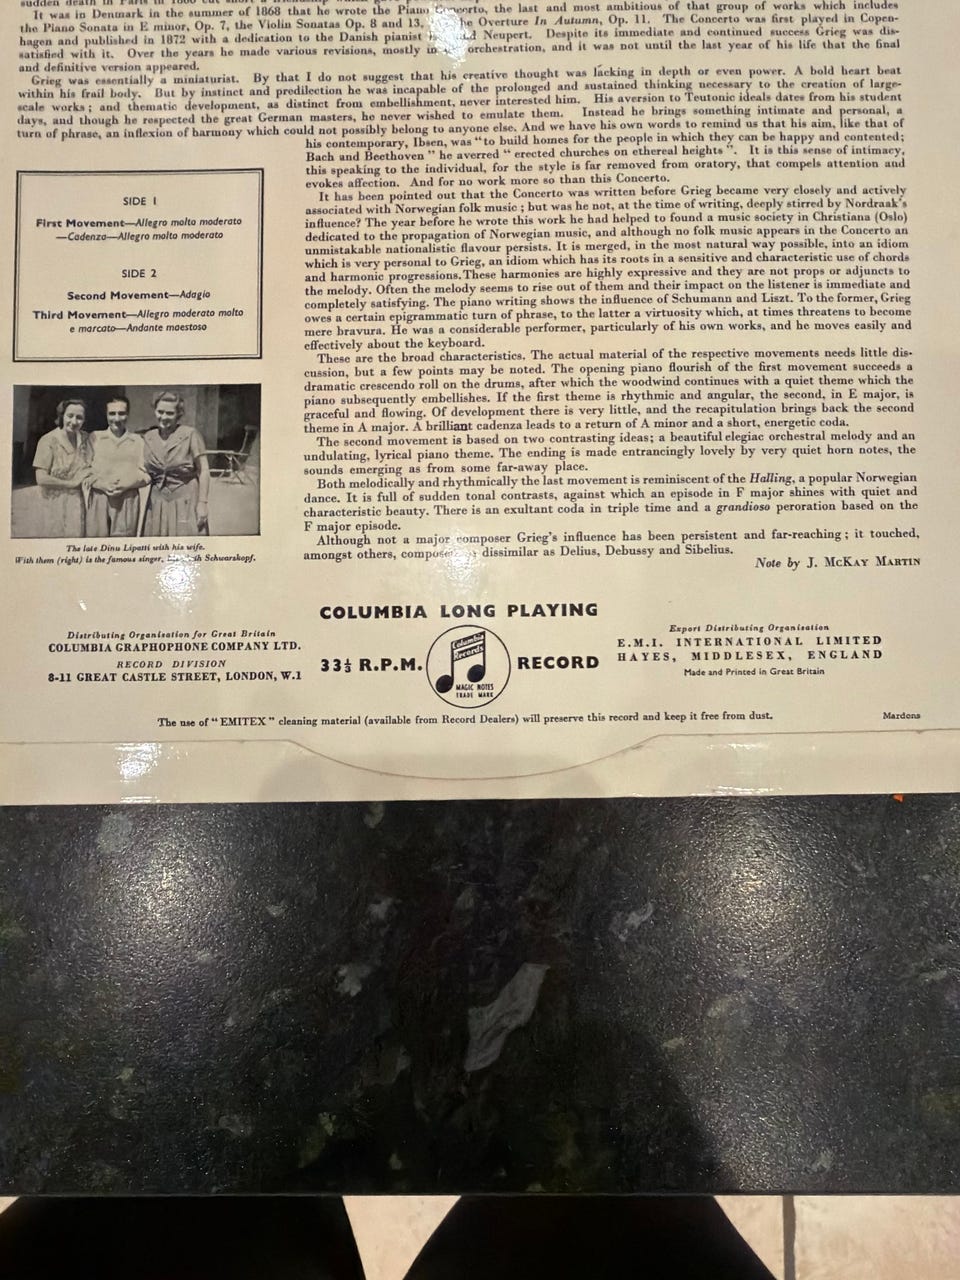 It was in Denmark in the summer of 1868 that he wrote the Piano Concerto, the last and most ambitious of that group of works which includes
the Piano Sonata in E minor, Op. 7, the Violin Sonatas Op. 8 and 13, the Overture In Autumn, Op. 11. The Concerto was first played in Copen-
hagen and published in 1872 with a dedication to the Danish pianist Neupert. Despite its immediate and continued success Grieg was dis-
satisfied with it. Over the years he made various revisions, mostly in orchestration, and it was not until the last year of his life that the final
and definitive version appeared.
Grieg was essentially a miniaturist. By that I do not suggest that his creative thought was lacking in depth or even power. A bold heart beat
within his frail body. But by instinct and predilection he was incapable of the prolonged and sustained thinking necessary to the creation of large-
scale works; and thematic development, as distinct from embellishment, never interested him. His aversion to Teutonic ideals dates from his student
days, and though he respected the great German masters, he never wished to emulate them. Instead he brings something intimate and personal, a
turn of phrase, an inflexion of harmony which could not possibly belong to anyone else. And we have his own words to remind us that his aim, like that of
his contemporary, Ibsen, was "to build homes for the people in which they can be happy and contented;
Bach and Beethoven" he averred "erected churches on ethereal heights". It is this sense of intimacy,
this speaking to the individual, for the style is far removed from oratory, that compels attention and
evokes affection. And for no work more so than this Concerto.
It has been pointed out that the Concerto was written before Grieg became very closely and actively
associated with Norwegian folk music; but was he not, at the time of writing, deeply stirred by Nordraak's
influence? The year before he wrote this work he had helped to found a music society in Christiana (Oslo)
dedicated to the propagation of Norwegian music, and although no folk music appears in the Concerto an
unmistakable nationalistic flavour persists. It is merged, in the most natural way possible, into an idiom
which is very personal to Grieg, an idiom which has its roots in a sensitive and characteristic use of chords
and harmonic progressions. These harmonies are highly expressive and they are not props or adjuncts to
the melody. Often the melody seems to rise out of them and their impact on the listener is immediate and
completely satisfying. The piano writing shows the influence of Schumann and Liszt. To the former, Grieg
owes a certain epigrammatic turn of phrase, to the latter a virtuosity which, at times threatens to become
mere bravura. He was a considerable performer, particularly of his own works, and he moves easily and
effectively about the keyboard.
These are the broad characteristics. The actual material of the respective movements needs little dis-
cussion, but a few points may be noted. The opening piano flourish of the first movement succeeds a
dramatic crescendo roll on the drums, after which the woodwind continues with a quiet theme which the
piano subsequently embellishes. If the first theme is rhythmic and angular, the second, in E major, is
graceful and flowing. Of development there is very little, and the recapitulation brings back the second
theme in A major. A brilliant cadenza leads to a return of A minor and a short, energetic coda.
The second movement is based on two contrasting ideas; a beautiful elegiac orchestral melody and an
undulating, lyrical piano theme. The ending is made entrancingly lovely by very quiet horn notes, the
sounds emerging as from some far-away place.
Both melodically and rhythmically the last movement is reminiscent of the Halling, a popular Norwegian
dance. It is full of sudden tonal contrasts, against which an episode in F major shines with quiet and
characteristic beauty. There is an exultant coda in triple time and a grandioso peroration based on the
F major episode.
Although not a major composer Grieg's influence has been persistent and far-reaching; it touched,
amongst others, dissimilar as Delius, Debussy and Sibelius.
Note by J. McKay Martin
SIDE 1
First Movement—Allegro molto moderato
—Cadenza—Allegro molto moderato
SIDE 2
Second Movement—Adagio
Third Movement—Allegro moderato molto
e marcato—Andante maestoso
The late Dinu Lipatti with his wife.
With them (right) is the famous singer, Schwarzkopf.
COLUMBIA LONG PLAYING
33⅓ R.P.M.
Columbia
Records
MAGIC NOTES
TRADE MARK
RECORD
Distributing Organisation for Great Britain
COLUMBIA GRAPHOPHONE COMPANY LTD.
RECORD DIVISION
8-11 GREAT CASTLE STREET, LONDON, W.1
Export Distributing Organisation
E.M.I. INTERNATIONAL LIMITED
HAYES, MIDDLESEX, ENGLAND
Made and Printed in Great Britain
The use of "EMITEX" cleaning material (available from Record Dealers) will preserve this record and keep it free from dust.
Mardons